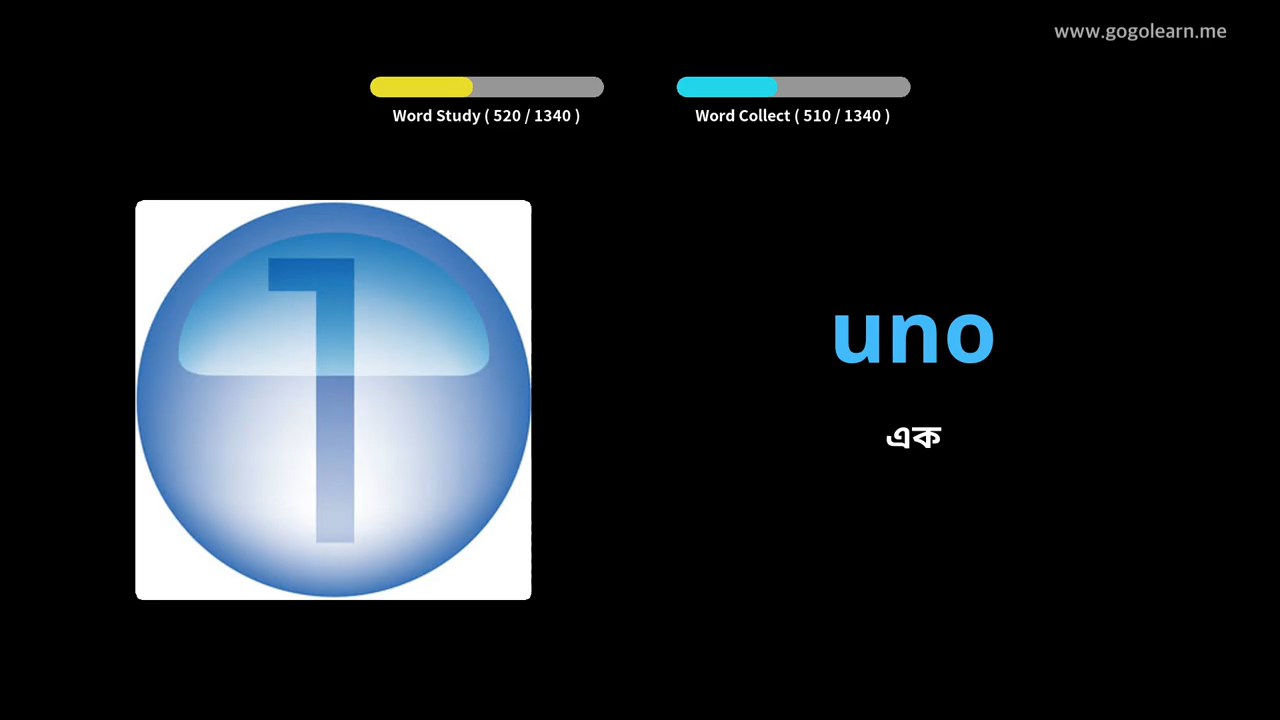 www.gogolearn.me
Word Study ( 520 / 1340 )
Word Collect ( 510 / 1340 )
1
uno
এক